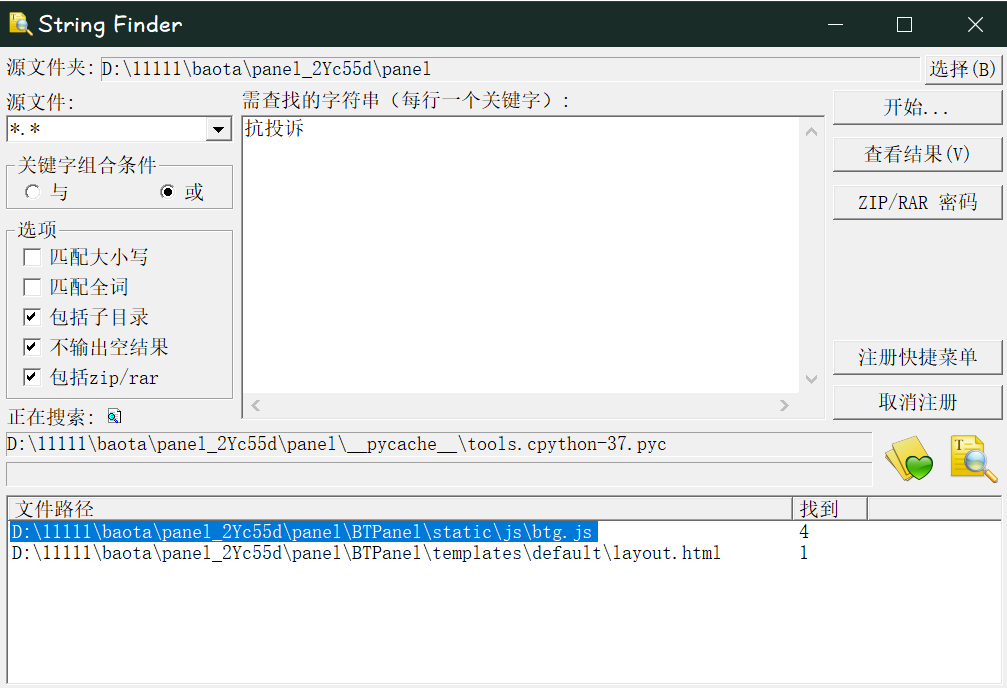 String Finder
源文件夹: D:\11111\baota\panel_2Yc55d\panel 选择(B)
源文件: 需查找的字符串（每行一个关键字）:
*.* 抗投诉 开始...
关键字组合条件 查看结果(V)
与 或 ZIP/RAR 密码
选项
匹配大小写
匹配全词
包括子目录
不输出空结果
包括zip/rar
注册快捷菜单
取消注册
正在搜索:
D:\11111\baota\panel_2Yc55d\panel\__pycache__\tools.cpython-37.pyc
文件路径 找到
D:\11111\baota\panel_2Yc55d\panel\BTPanel\static\js\btg.js 4
D:\11111\baota\panel_2Yc55d\panel\BTPanel\templates\default\layout.html 1